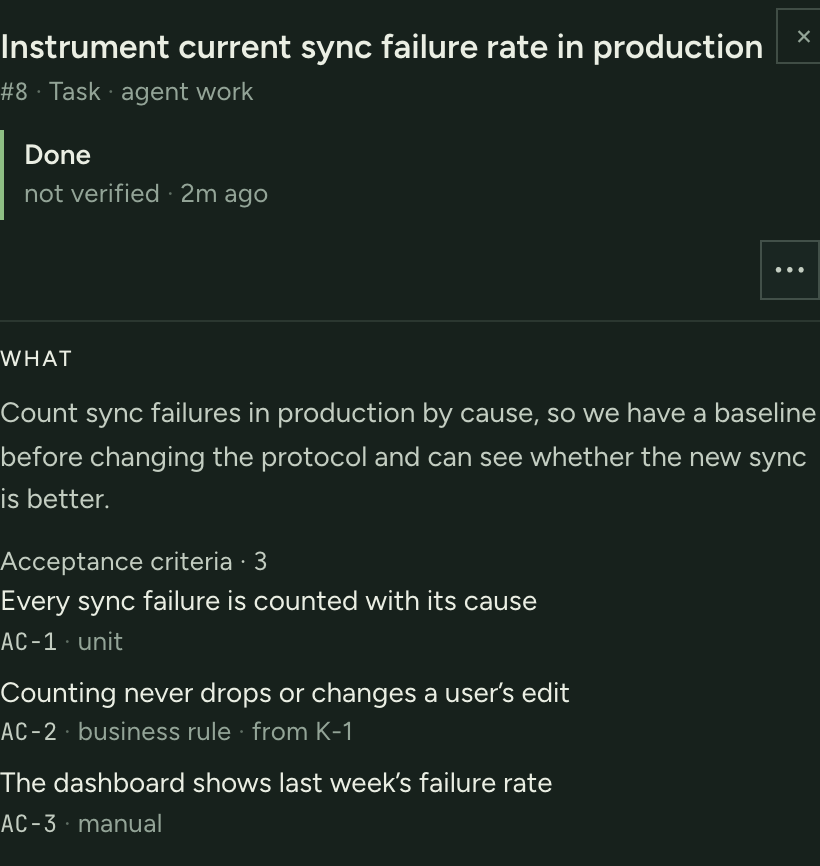 Instrument current sync failure rate in production ×
#8 · Task · agent work
Done
not verified · 2m ago
•••
WHAT
Count sync failures in production by cause, so we have a baseline
before changing the protocol and can see whether the new sync
is better.
Acceptance criteria · 3
Every sync failure is counted with its cause
AC-1 · unit
Counting never drops or changes a user’s edit
AC-2 · business rule · from K-1
The dashboard shows last week’s failure rate
AC-3 · manual